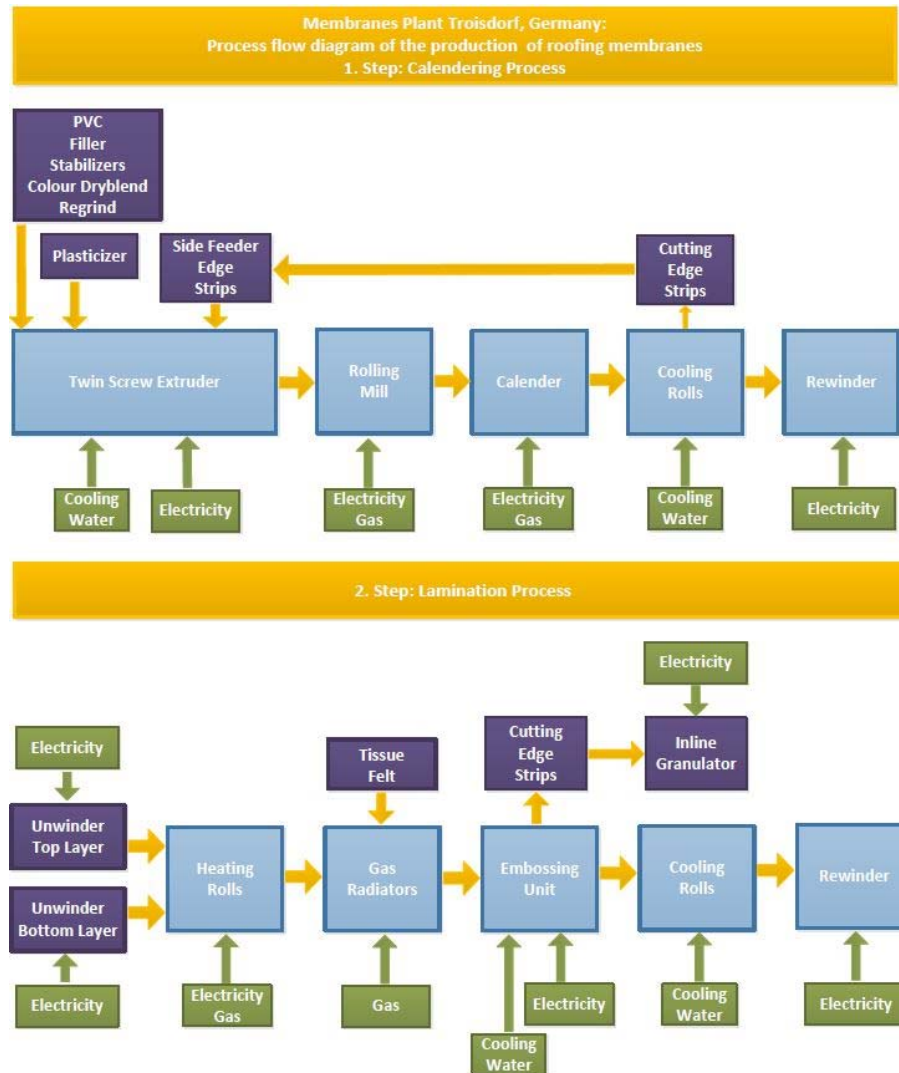 Membranes Plant Troisdorf, Germany:
Process flow diagram of the production of roofing membranes
1. Step: Calendering Process
PVC
Filler
Stabilizers
Colour Dryblend
Regrind
Plasticizer
Side Feeder
Edge
Strips
Cutting
Edge
Strips
Twin Screw Extruder
Rolling
Mill
Calender
Cooling
Rolls
Rewinder
Cooling
Water
Electricity
Electricity
Gas
Electricity
Gas
Cooling
Water
Electricity
2. Step: Lamination Process
Electricity
Electricity
Tissue
Felt
Cutting
Edge
Strips
Inline
Granulator
Unwinder
Top Layer
Unwinder
Bottom Layer
Heating
Rolls
Gas
Radiators
Embossing
Unit
Cooling
Rolls
Rewinder
Electricity
Electricity
Gas
Gas
Cooling
Water
Electricity
Cooling
Water
Electricity